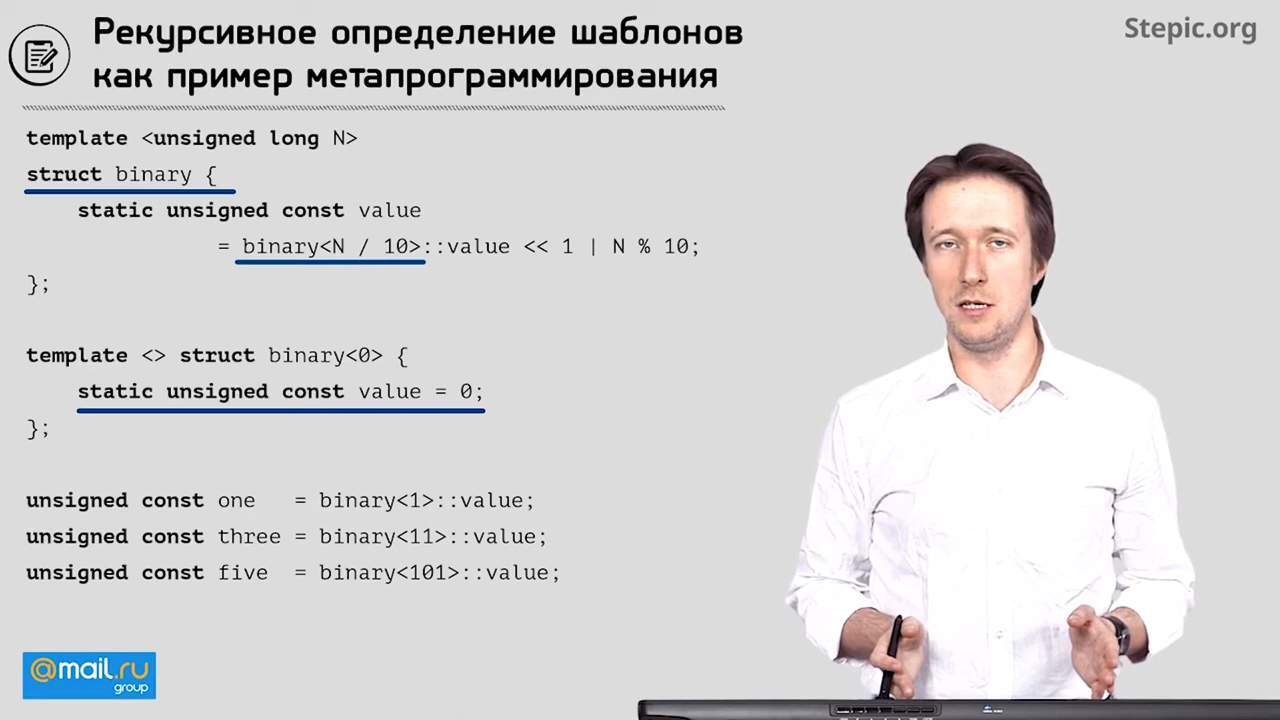 Рекурсивное определение шаблонов
как пример метапрограммирования
Stepic.org
template <unsigned long N>
struct binary {
    static unsigned const value
               = binary<N / 10>::value << 1 | N % 10;
};
template <> struct binary<0> {
    static unsigned const value = 0;
};
unsigned const one   = binary<1>::value;
unsigned const three = binary<11>::value;
unsigned const five  = binary<101>::value;
@mail.ru
group